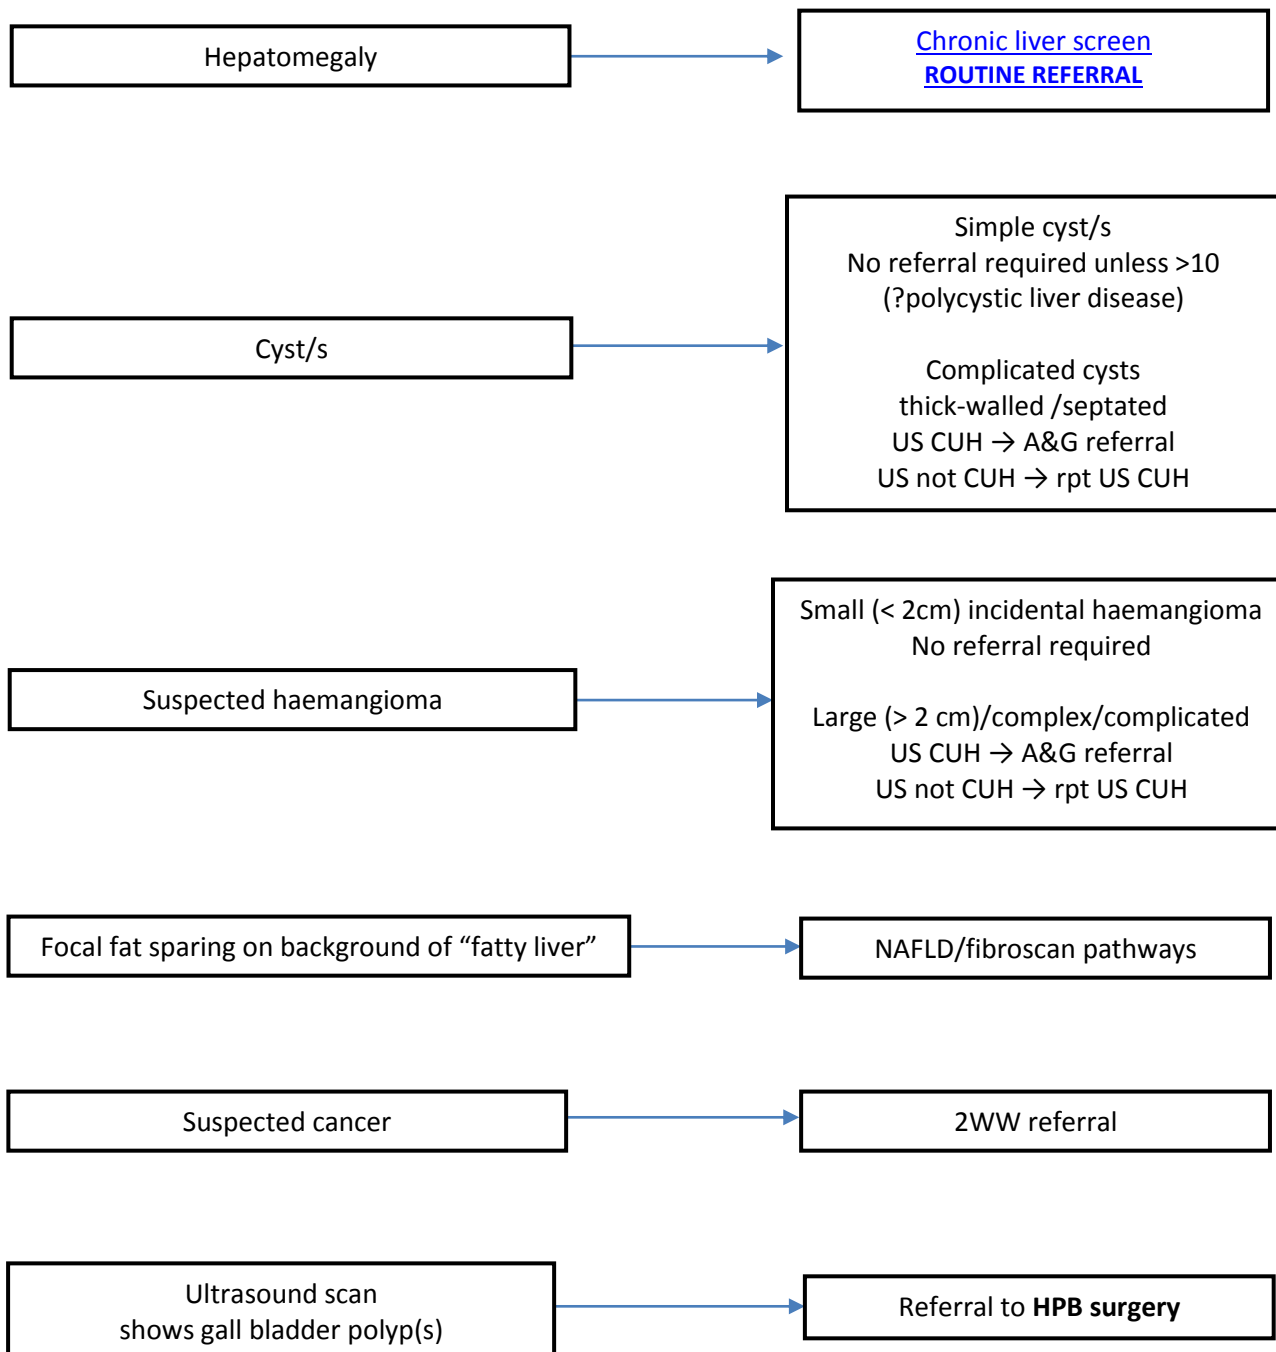 Hepatomegaly
Chronic liver screen
ROUTINE REFERRAL
Cyst/s
Simple cyst/s
No referral required unless >10
(?polycystic liver disease)
Complicated cysts
thick-walled /septated
US CUH → A&G referral
US not CUH → rpt US CUH
Suspected haemangioma
Small (< 2cm) incidental haemangioma
No referral required
Large (> 2 cm)/complex/complicated
US CUH → A&G referral
US not CUH → rpt US CUH
Focal fat sparing on background of “fatty liver”
NAFLD/fibroscan pathways
Suspected cancer
2WW referral
Ultrasound scan
shows gall bladder polyp(s)
Referral to HPB surgery